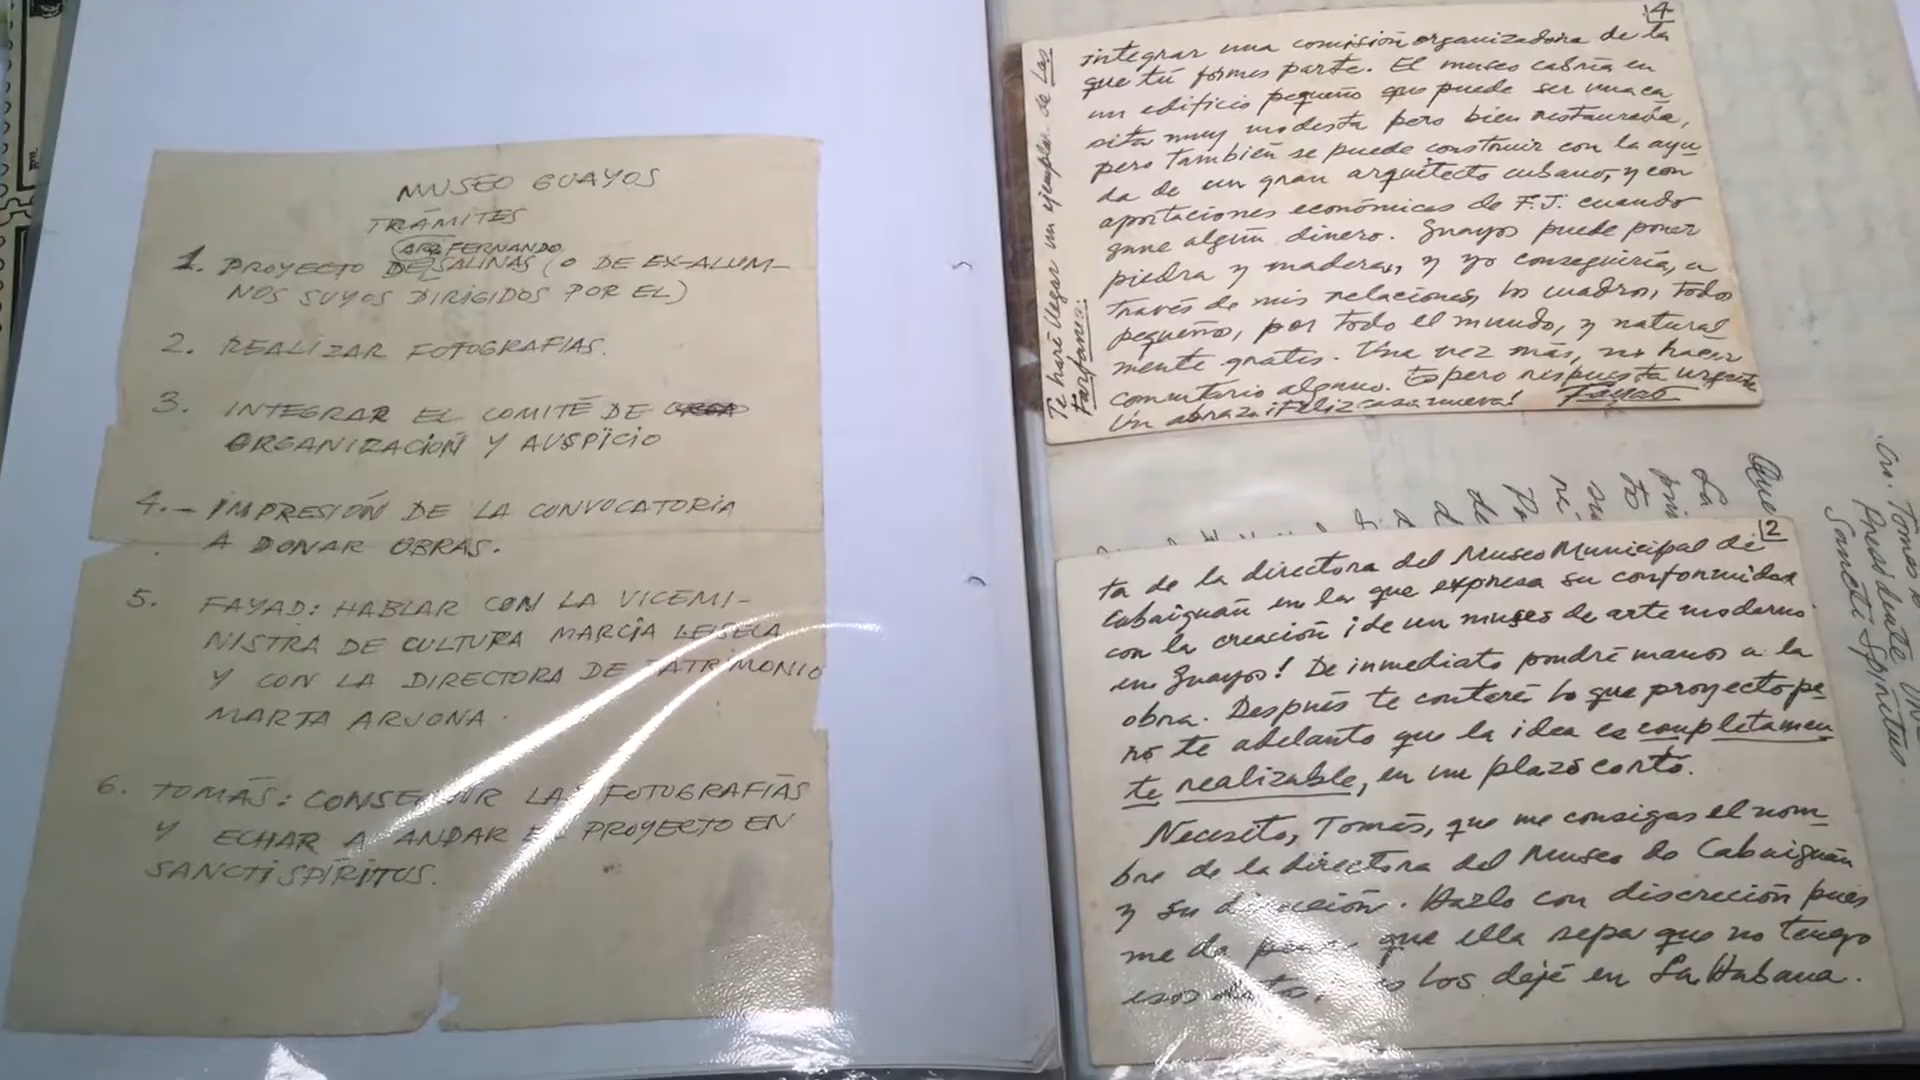 MUSEO GUAYOS
TRÁMITES
ARQ. FERNANDO
1. PROYECTO DE SALINAS (O DE EX-ALUM-
NOS SUYOS DIRIGIDOS POR EL)
2. REALIZAR FOTOGRAFIAS.
3. INTEGRAR EL COMITÉ DE
ORGANIZACIÓN Y AUSPICIO
4.- IMPRESIÓN DE LA CONVOCATORIA
A DONAR OBRAS.
5. FAYAD: HABLAR CON LA VICEMI-
NISTRA DE CULTURA MARCIA LEISECA
Y CON LA DIRECTORA DE PATRIMONIO
MARTA ARJONA.
6. TOMÁS: CONSEGUIR LAS FOTOGRAFÍAS
Y ECHAR A ANDAR EL PROYECTO EN
SANCTI SPÍRITUS.
4
integrar una comisión organizadora de la
que tú formes parte. El museo cabría en
un edificio pequeño que puede ser una ca
sita muy modesta pero bien restaurada,
pero también se puede construir con la ayu
da de un gran arquitecto cubano, y con
aportaciones económicas de F.J. cuando
gane algún dinero. Guayos puede poner
piedra y madera, y yo conseguiría, a
través de mis relaciones, los cuadros, todos
pequeños, por todo el mundo, y natural
mente gratis. Una vez más, no hacer
comentario alguno. Espero respuesta urgente
Un abrazo ¡Feliz casa nueva! Fayad
Te haré llegar un ejemplar de Las
Farfanes.
Que
La
Cro. Tomás
Presidente
Sancti Spíritus.
2
ta de la directora del Museo Municipal de
Cabaiguán en la que expresa su conformidad
con la creación ¡de un museo de arte moderno
en Guayos! De inmediato pondré manos a la
obra. Después te contaré lo que proyecto pe
ro te adelanto que la idea es completamen
te realizable, en un plazo corto.
Necesito, Tomás, que me consigas el nom
bre de la directora del Museo de Cabaiguán
y su dirección. Hazlo con discreción pues
me da pena que ella sepa que no tengo
esos datos, los dejé en La Habana.